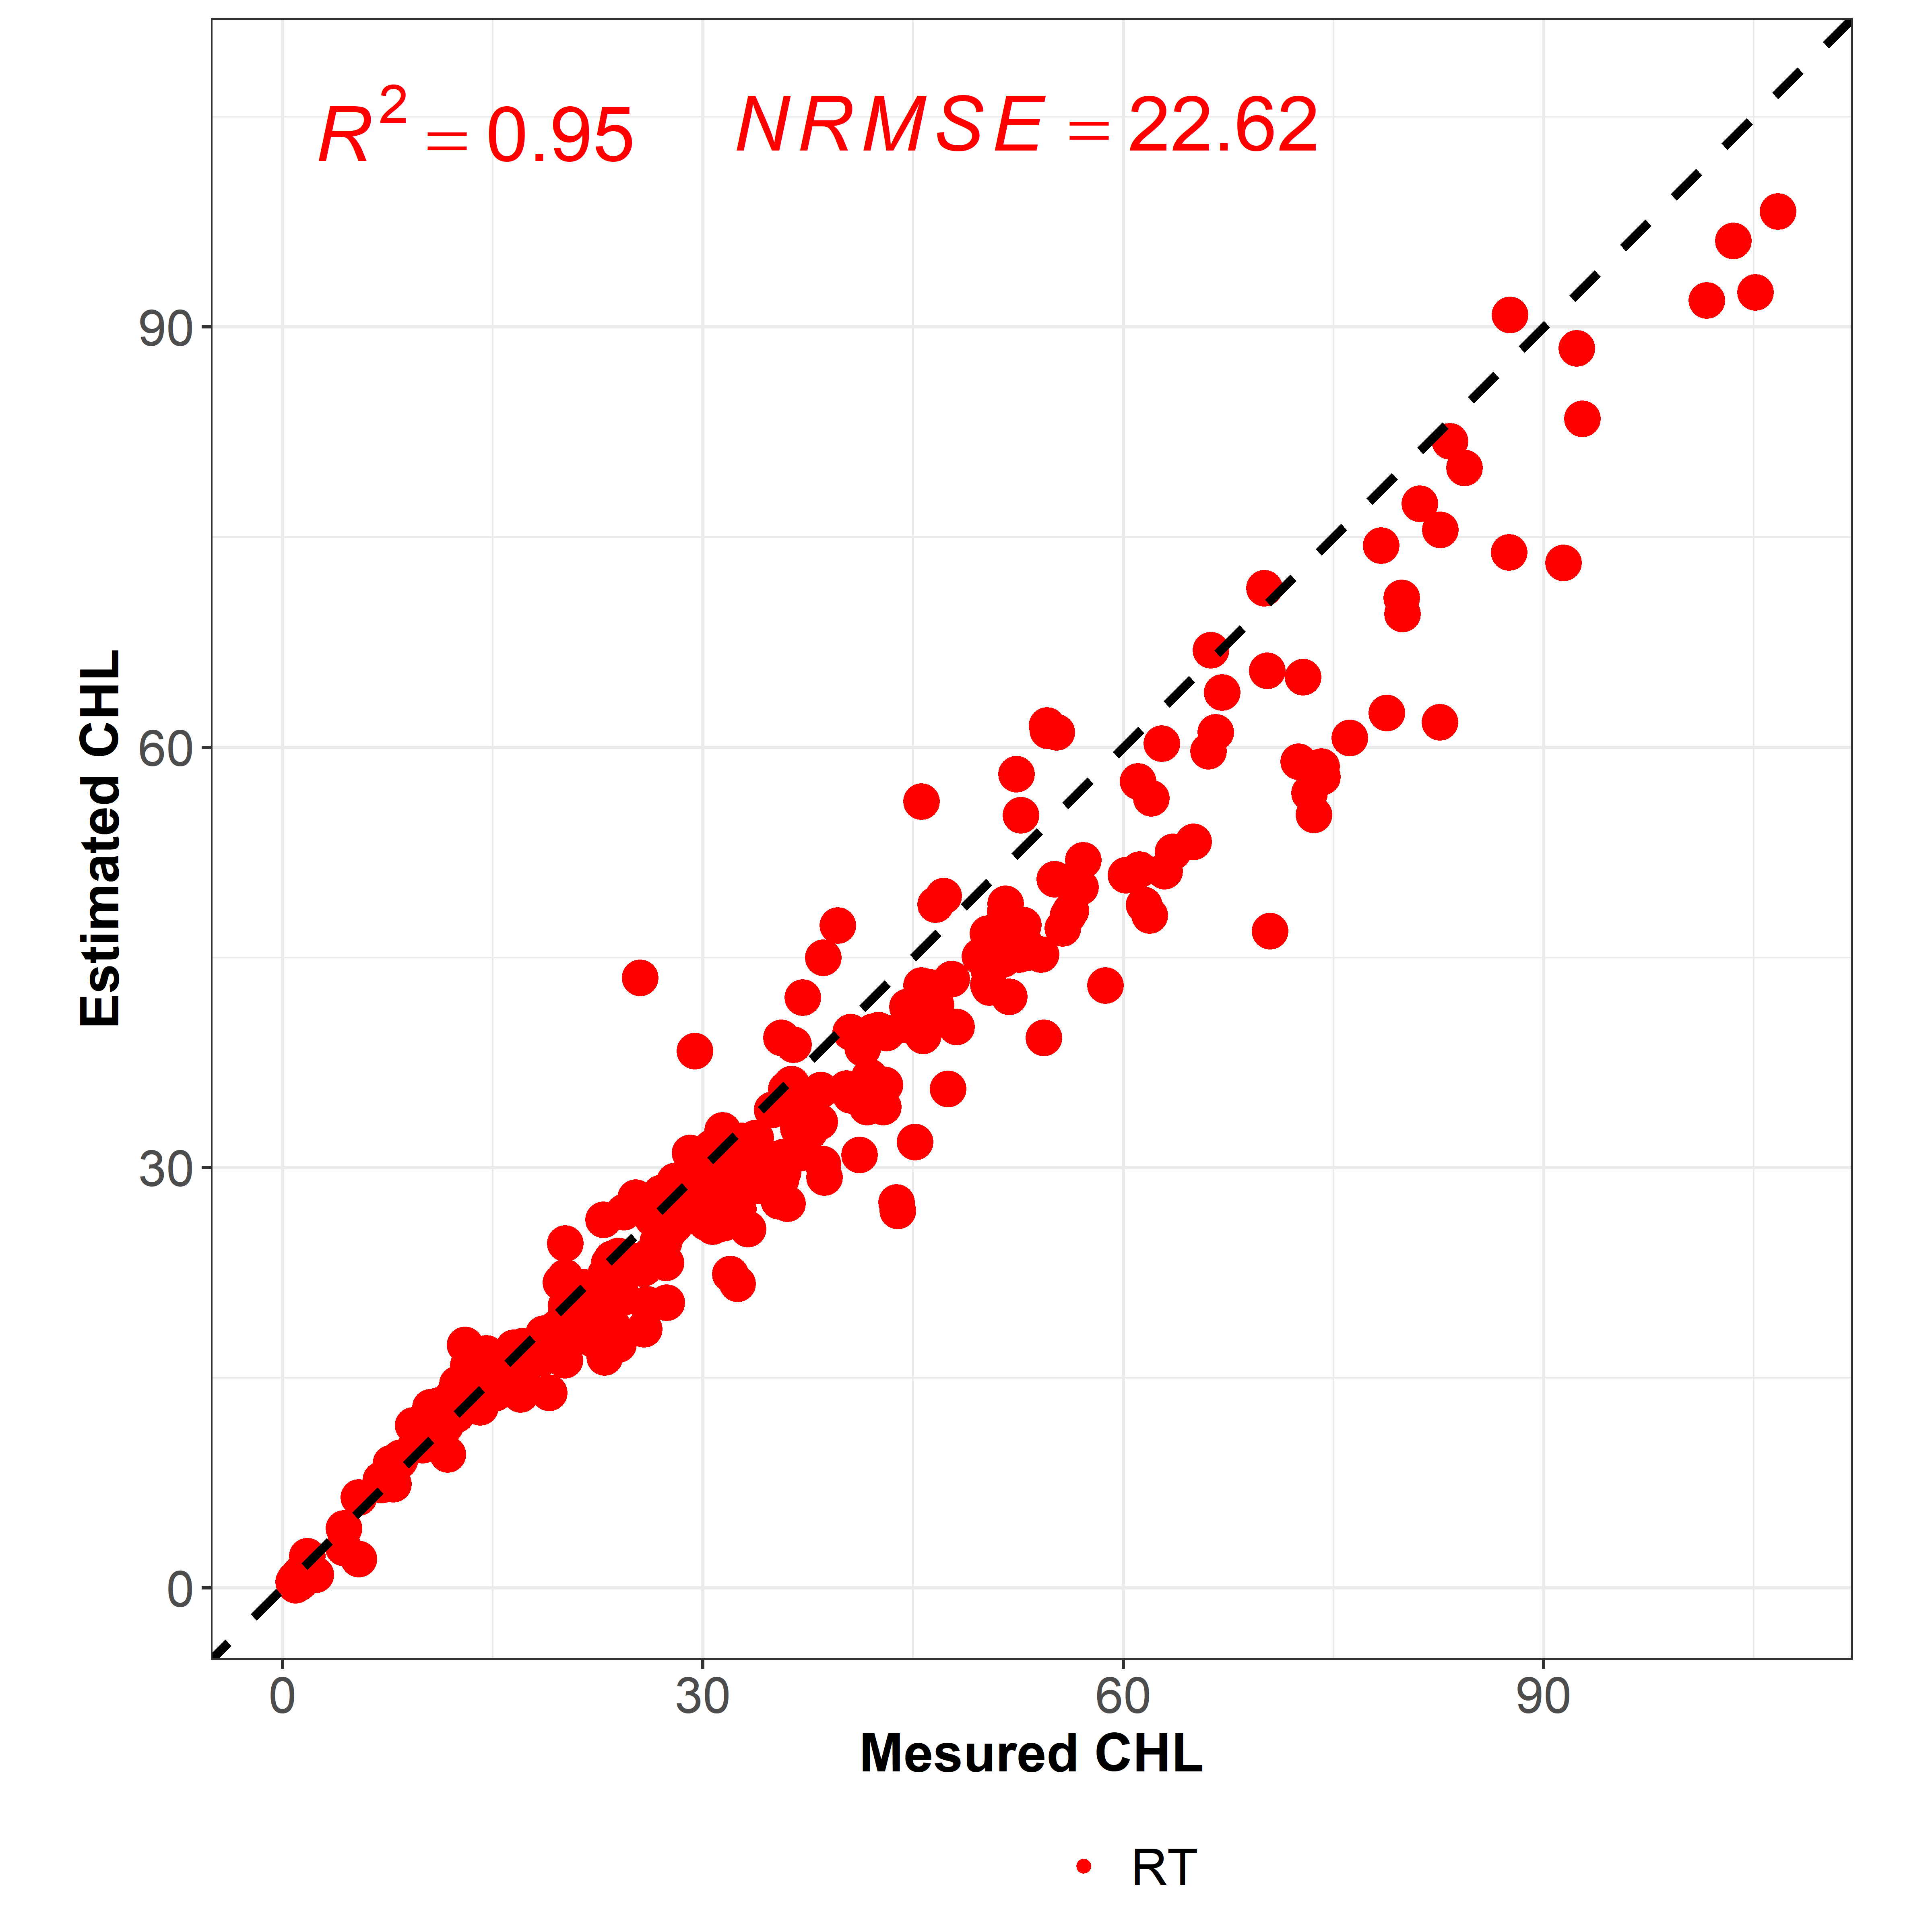 R² = 0.95 NRMSE = 22.62
90
60
30
0
Estimated CHL
0 30 60 90
Mesured CHL
RT